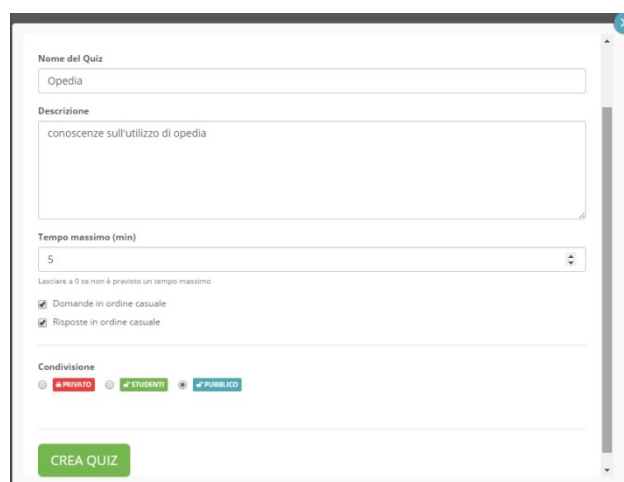 Nome del Quiz
Opedia
Descrizione
conoscenze sull'utilizzo di opedia
Tempo massimo (min)
5
Lasciare a 0 se non è previsto un tempo massimo
Domande in ordine casuale
Risposte in ordine casuale
Condivisione
PRIVATO STUDENTI PUBBLICO
CREA QUIZ